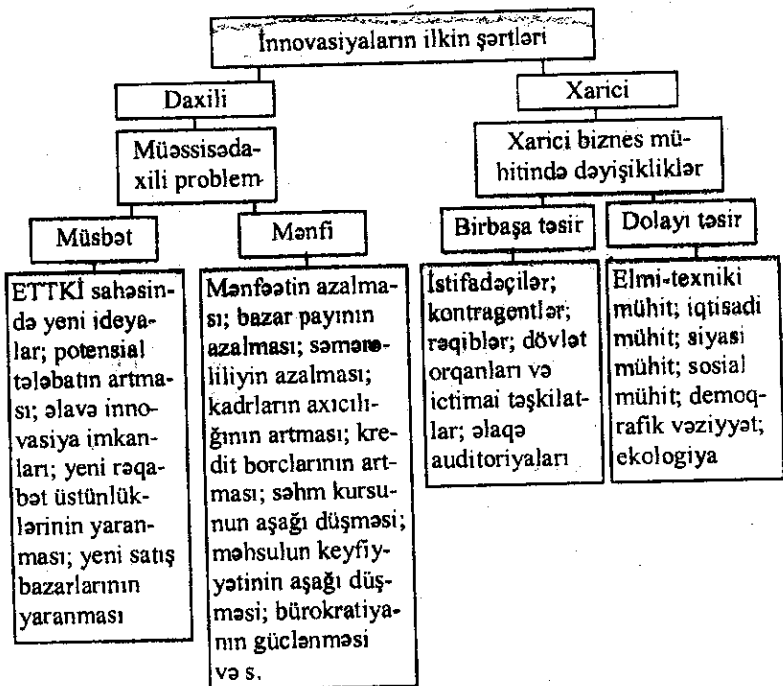 İnnovasiyaların ilkin şərtləri
Daxili
Xarici
Müəssisəda-
xili problem
Xarici biznes mü-
hitində dəyişikliklər
Müsbət
Mənfi
Birbaşa təsir
Dolayı təsir
ETTKİ sahəsin-
də yeni ideya-
lar; potensial
tələbatın artma-
sı; əlavə inno-
vasiya imkan-
ları; yeni rəqa-
bət üstünlük-
lərinin yaran-
ması; yeni satış
bazarlarının
yaranması
Mənfəətin azalma-
sı; bazar payının
azalması; səmərə-
liliyin azalması;
kadrların axıcılı-
ğının artması; kre-
dit borclarının art-
ması; səhm kursu-
nun aşağı düşməsi;
məhsulun keyfiy-
yətinin aşağı düş-
məsi; bürokratiya-
nın güclənməsi
və s.
İstifadəçilər;
kontragentlər;
rəqiblər; dövlət
orqanları və
ictimai təşkilat-
lar; əlaqə
auditoriyaları
Elmi-texniki
mühit; iqtisadi
mühit; siyasi
mühit; sosial
mühit; demoq-
rafik vəziyyət;
ekologiya